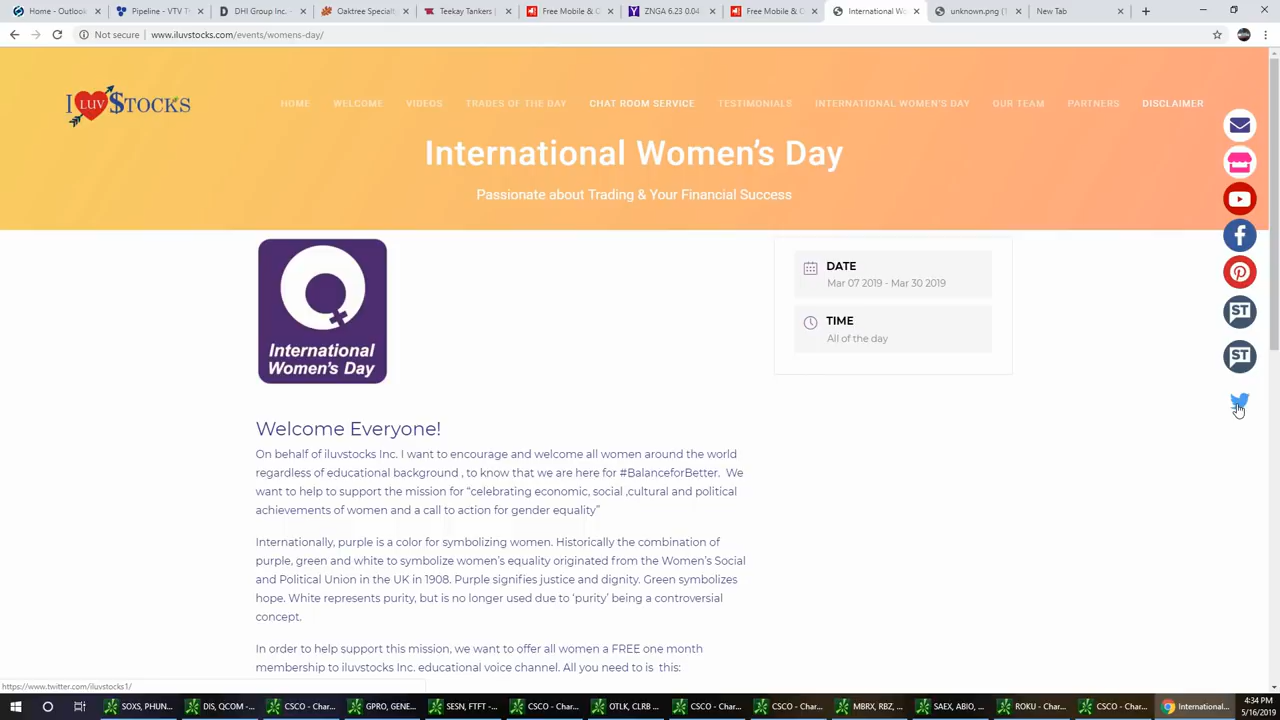 Home - Outlook
Pipeline - VTV T
DHI Group Inc. -
Oaktree Specialty
Teekay Tankers |
Free Mobile & C
ZNGA 6.23 0.04
Free Mobile & C
International Wo
unknown.png (1
New Tab
Not secure | www.iluvstocks.com/events/womens-day/
I LUV $TOCKS
HOME WELCOME VIDEOS TRADES OF THE DAY CHAT ROOM SERVICE TESTIMONIALS INTERNATIONAL WOMEN'S DAY OUR TEAM PARTNERS DISCLAIMER
International Women's Day
Passionate about Trading & Your Financial Success
International
Women's Day
DATE
Mar 07 2019 - Mar 30 2019
TIME
All of the day
ST
ST
Welcome Everyone!
On behalf of iluvstocks Inc. I want to encourage and welcome all women around the world
regardless of educational background , to know that we are here for #BalanceforBetter. We
want to help to support the mission for “celebrating economic, social ,cultural and political
achievements of women and a call to action for gender equality”
Internationally, purple is a color for symbolizing women. Historically the combination of
purple, green and white to symbolize women's equality originated from the Women's Social
and Political Union in the UK in 1908. Purple signifies justice and dignity. Green symbolizes
hope. White represents purity, but is no longer used due to ‘purity’ being a controversial
concept.
In order to help support this mission, we want to offer all women a FREE one month
membership to iluvstocks Inc. educational voice channel. All you need to is this:
https://www.twitter.com/iluvstocks1/
SOXS, PHUN...
DIS, QCOM -...
CSCO - Char...
GPRO, GENE...
SESN, FTFT -...
CSCO - Char...
OTLK, CLRB ...
CSCO - Char...
CSCO - Char...
MBRX, RBZ, ...
SAEX, ABIO, ...
ROKU - Char...
CSCO - Char...
International...
4:34 PM
5/16/2019